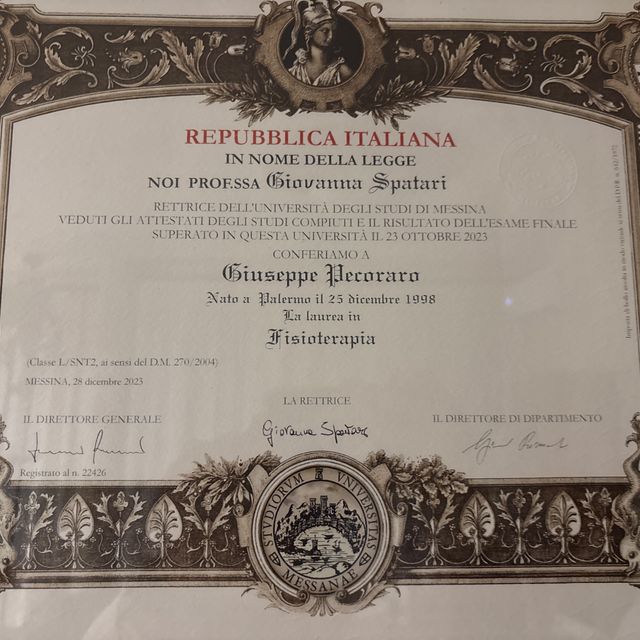 REPUBBLICA ITALIANA
IN NOME DELLA LEGGE
NOI PROF.SSA Giovanna Spatari
RETTRICE DELL'UNIVERSITÀ DEGLI STUDI DI MESSINA
VEDUTI GLI ATTESTATI DEGLI STUDI COMPIUTI E IL RISULTATO DELL'ESAME FINALE
SUPERATO IN QUESTA UNIVERSITÀ IL 23 OTTOBRE 2023
CONFERIAMO A
Giuseppe Pecoraro
Nato a Palermo il 25 dicembre 1998
La laurea in
Fisioterapia
(Classe L/SNT2, ai sensi del D.M. 270/2004)
MESSINA, 28 dicembre 2023
LA RETTRICE
IL DIRETTORE GENERALE
IL DIRETTORE DI DIPARTIMENTO
Giovanna Spatari
Registrato al n. 22426
STUDIORVM VNIVERSITAS
MESSANAE